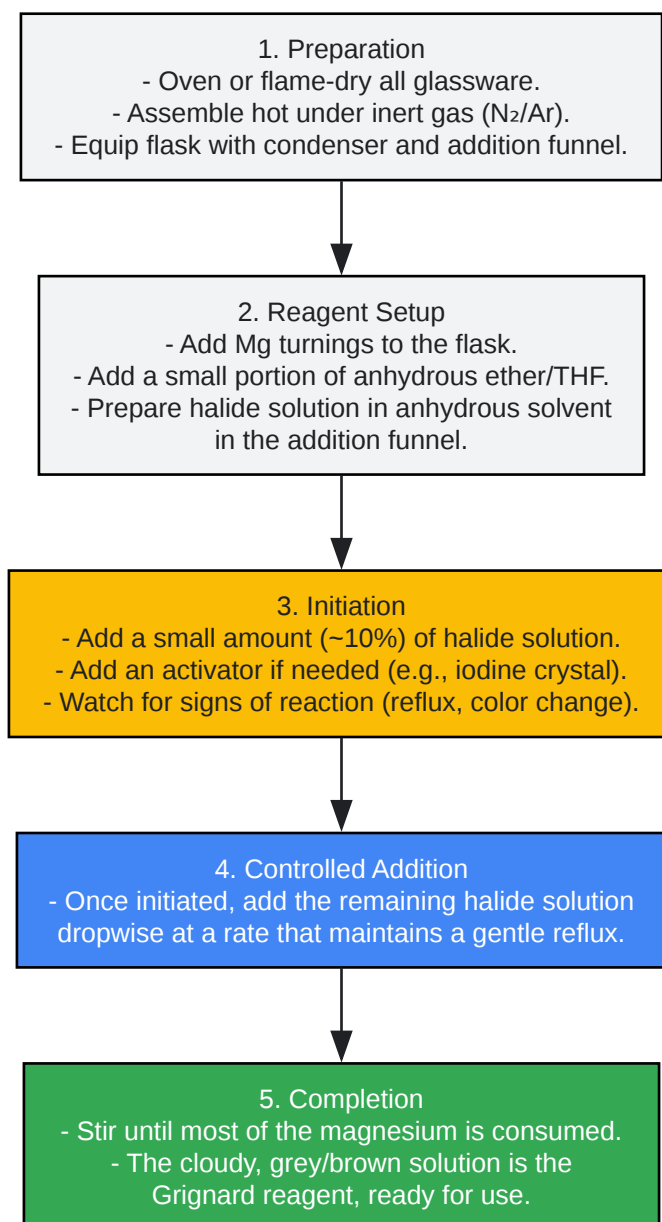 1. Preparation
- Oven or flame-dry all glassware.
- Assemble hot under inert gas (N₂/Ar).
- Equip flask with condenser and addition funnel.
2. Reagent Setup
- Add Mg turnings to the flask.
- Add a small portion of anhydrous ether/THF.
- Prepare halide solution in anhydrous solvent
in the addition funnel.
3. Initiation
- Add a small amount (~10%) of halide solution.
- Add an activator if needed (e.g., iodine crystal).
- Watch for signs of reaction (reflux, color change).
4. Controlled Addition
- Once initiated, add the remaining halide solution
dropwise at a rate that maintains a gentle reflux.
5. Completion
- Stir until most of the magnesium is consumed.
- The cloudy, grey/brown solution is the
Grignard reagent, ready for use.